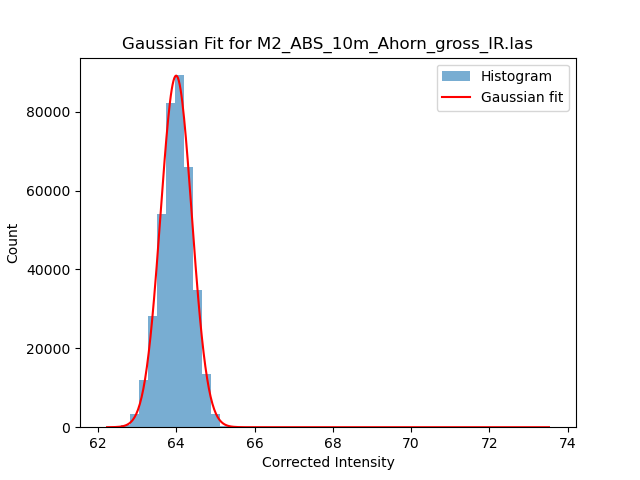 Gaussian Fit for M2_ABS_10m_Ahorn_gross_IR.las
Histogram
Gaussian fit
80000
60000
40000
20000
0
Count
62 64 66 68 70 72 74
Corrected Intensity